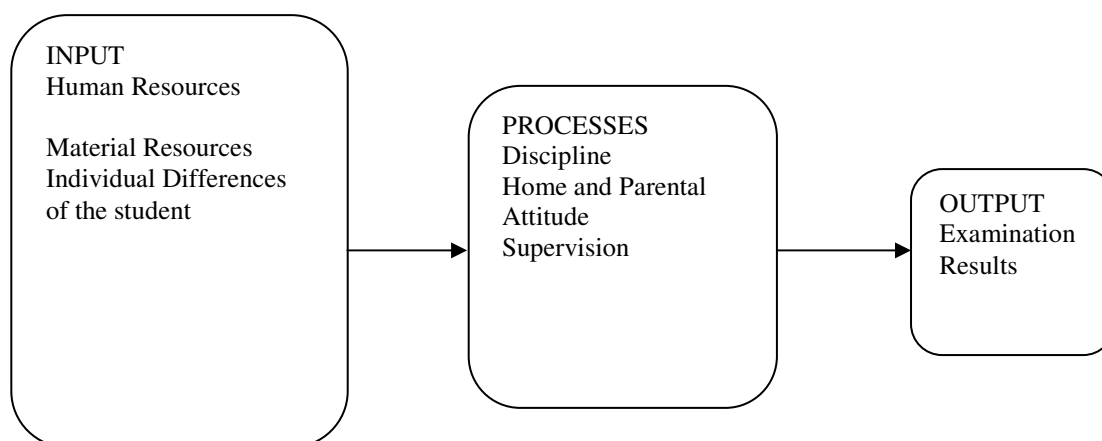 INPUT
Human Resources
Material Resources
Individual Differences
of the student
PROCESSES
Discipline
Home and Parental
Attitude
Supervision
OUTPUT
Examination
Results